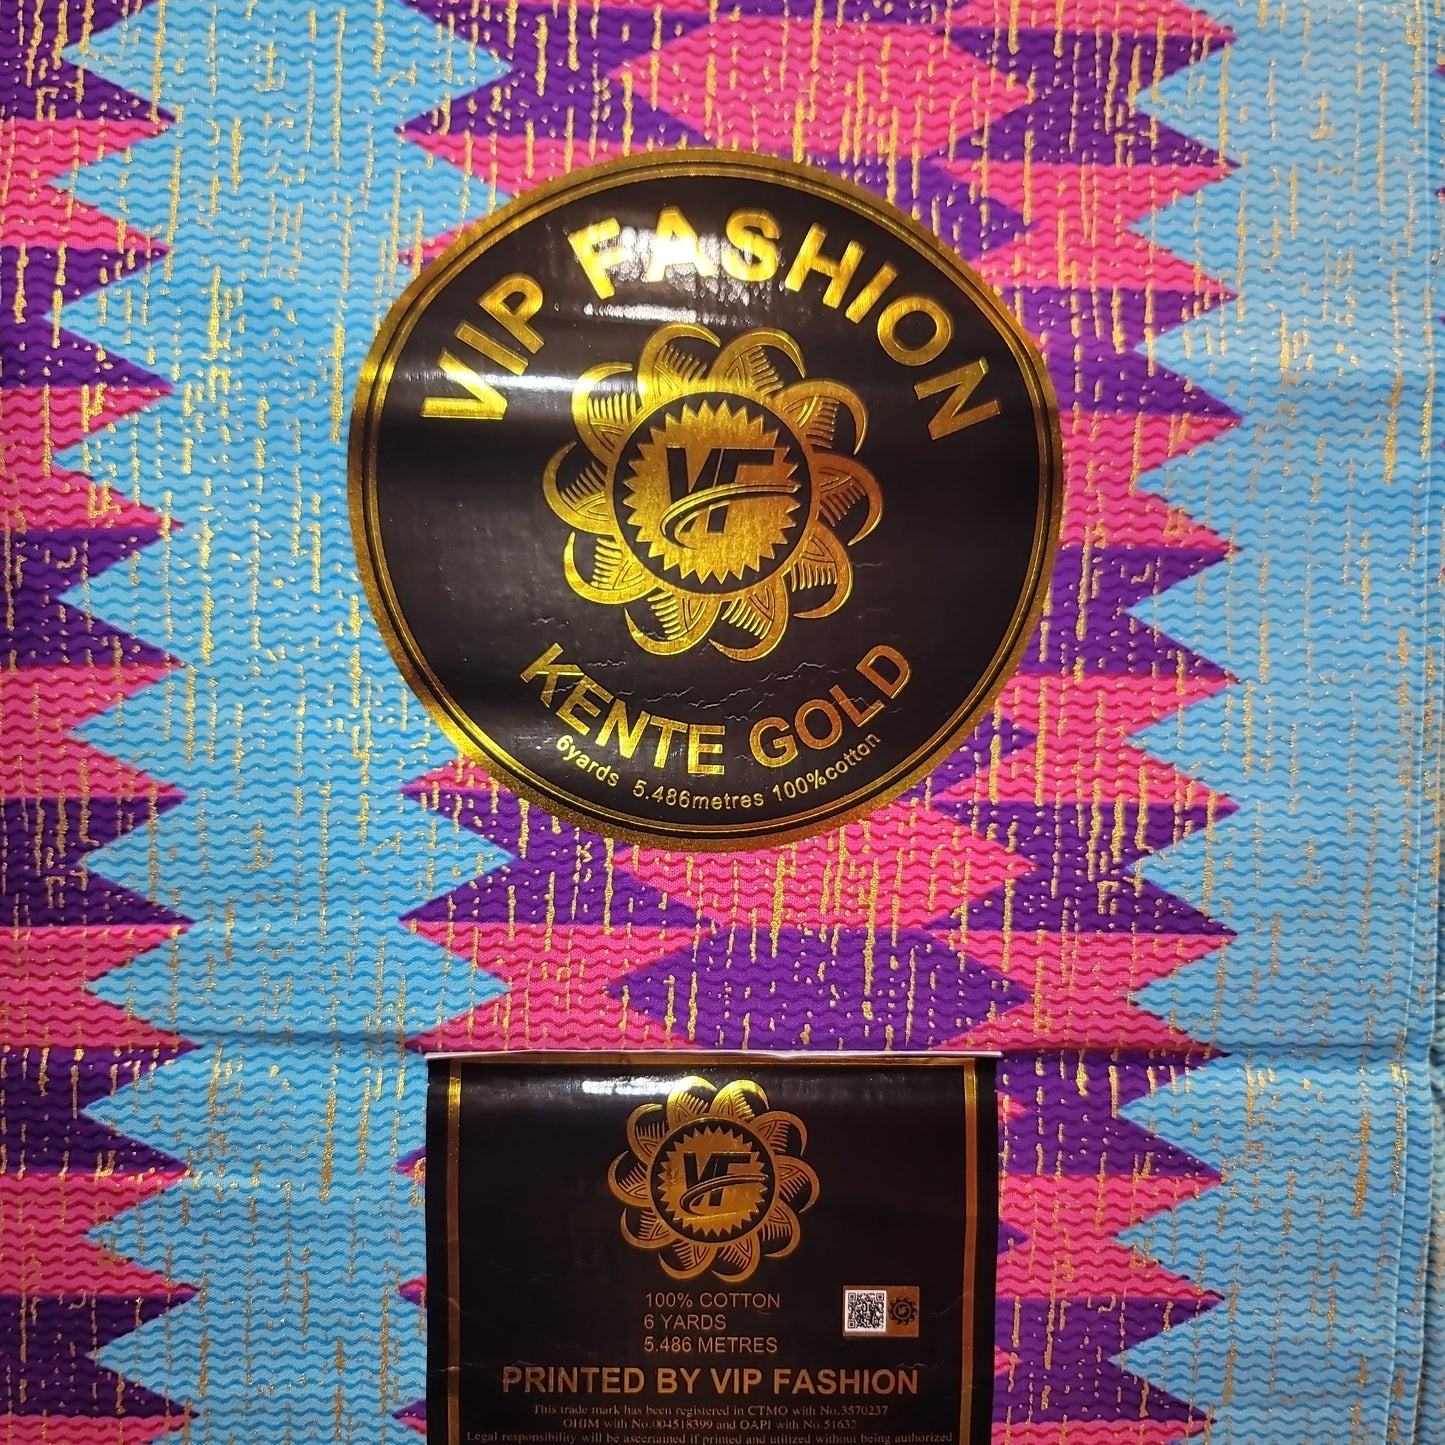 VIP FASHION
VF
KENTE GOLD
6yards 5.486metres 100%cotton
VF
100% COTTON
6 YARDS
5.486 METRES
PRINTED BY VIP FASHION
This trade mark has been registered in CTMO with No.3570237
OHIM with No.004518399 and OAPI with No.51632
Legal responsibility will be ascertained if printed and utilized without being authorized